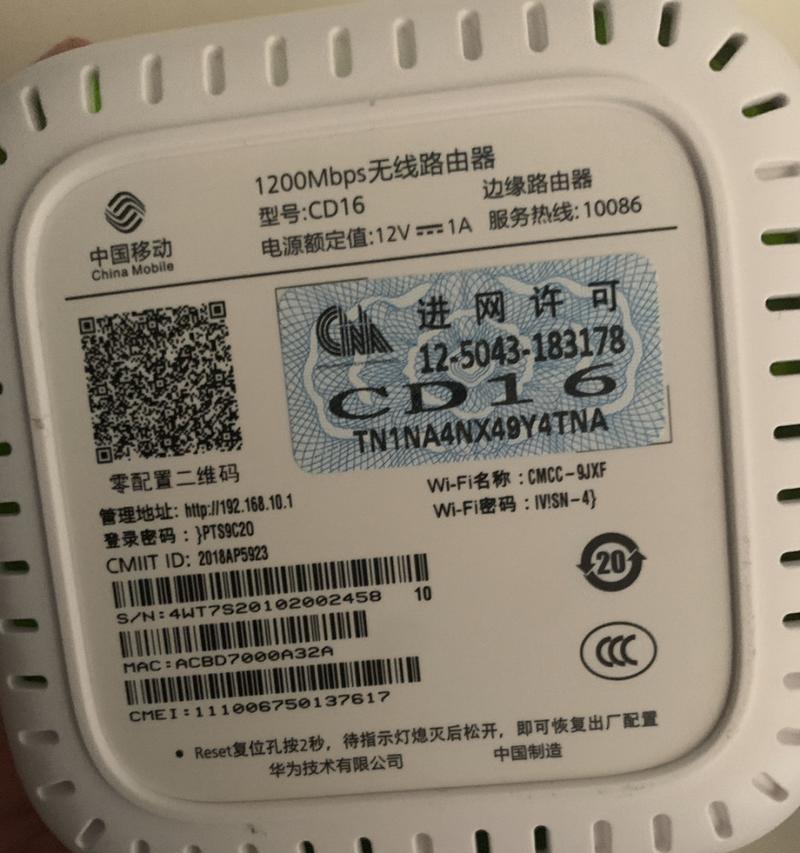 中国移动
China Mobile
1200Mbps无线路由器
型号:CD16
边缘路由器
电源额定值:12V⎓1A
服务热线:10086
CNA
进网许可
12-5043-183178
CD16
TN1NA4NX49Y4TNA
零配置二维码
管理地址: http://192.168.10.1
登录密码 : }PTS9C20
Wi-Fi名称 : CMCC-9JXF
Wi-Fi密码 : IV!SN-4}
CMIIT ID: 2018AP5923
S/N:4WT7S20102002458
10
MAC:ACBD7000A32A
CMEI:111006750137617
20
CCC
• Reset复位孔按2秒，待指示灯熄灭后松开，即可恢复出厂配置
华为技术有限公司
中国制造